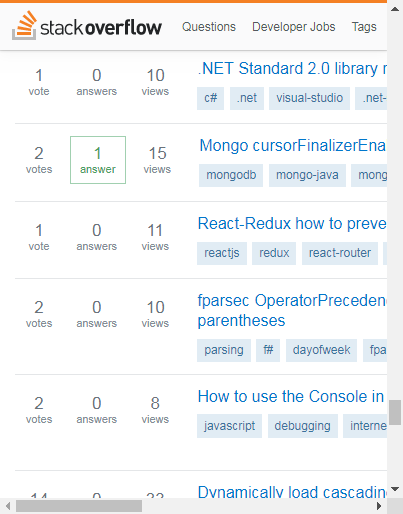 stackoverflow Questions Developer Jobs Tags
1 0 10 .NET Standard 2.0 library
vote answers views
c# .net visual-studio .net-
2 1 15 Mongo cursorFinalizerEna
votes answer views
mongodb mongo-java mong
1 0 11 React-Redux how to preve
vote answers views
reactjs redux react-router
2 0 10 fparsec OperatorPreceden
votes answers views parentheses
parsing f# dayofweek fpa
2 0 8 How to use the Console in
votes answers views
javascript debugging interne
14 0 33 Dynamically load cascading